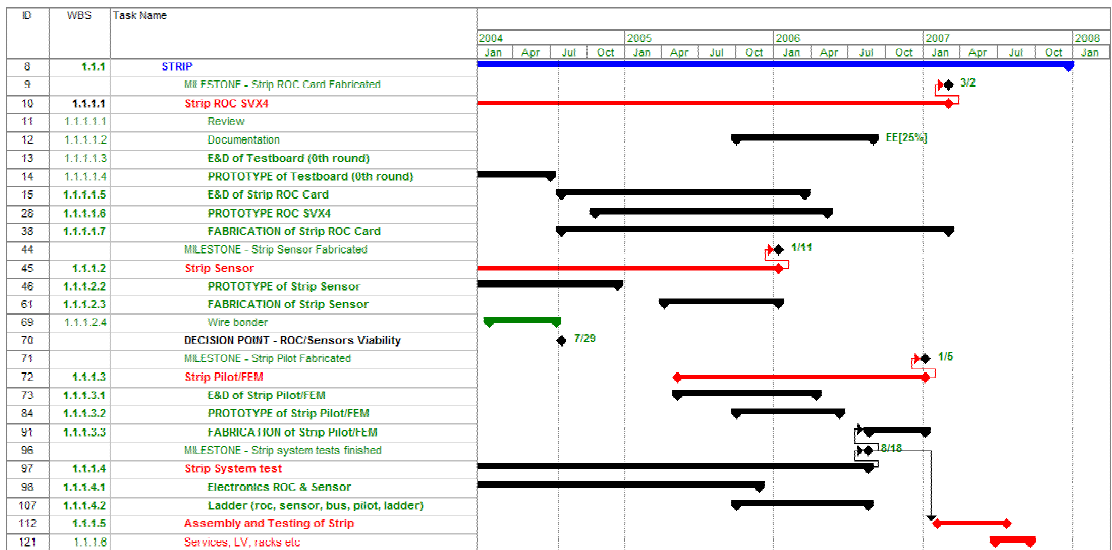 ID WBS Task Name
2004 2005 2006 2007 2008
Jan Apr Jul Oct Jan Apr Jul Oct Jan Apr Jul Oct Jan Apr Jul Oct Jan
8 1.1.1 STRIP
9 MILESTONE - Strip ROC Card Fabricated 3/2
10 1.1.1.1 Strip ROC SVX4
11 1.1.1.1.1 Review
12 1.1.1.1.2 Documentation EE[25%]
13 1.1.1.1.3 E&D of Testboard (0th round)
14 1.1.1.1.4 PROTOTYPE of Testboard (0th round)
15 1.1.1.1.5 E&D of Strip ROC Card
28 1.1.1.1.6 PROTOTYPE ROC SVX4
38 1.1.1.1.7 FABRICATION of Strip ROC Card
44 MILESTONE - Strip Sensor Fabricated 1/11
45 1.1.1.2 Strip Sensor
46 1.1.1.2.2 PROTOTYPE of Strip Sensor
61 1.1.1.2.3 FABRICATION of Strip Sensor
69 1.1.1.2.4 Wire bonder
70 DECISION POINT - ROC/Sensors Viability 7/29
71 MILESTONE - Strip Pilot Fabricated 1/5
72 1.1.1.3 Strip Pilot/FEM
73 1.1.1.3.1 E&D of Strip Pilot/FEM
84 1.1.1.3.2 PROTOTYPE of Strip Pilot/FEM
91 1.1.1.3.3 FABRICATION of Strip Pilot/FEM
96 MILESTONE - Strip system tests finished 8/18
97 1.1.1.4 Strip System test
98 1.1.1.4.1 Electronics ROC & Sensor
107 1.1.1.4.2 Ladder (roc, sensor, bus, pilot, ladder)
112 1.1.1.5 Assembly and Testing of Strip
121 1.1.1.6 Services, LV, racks etc